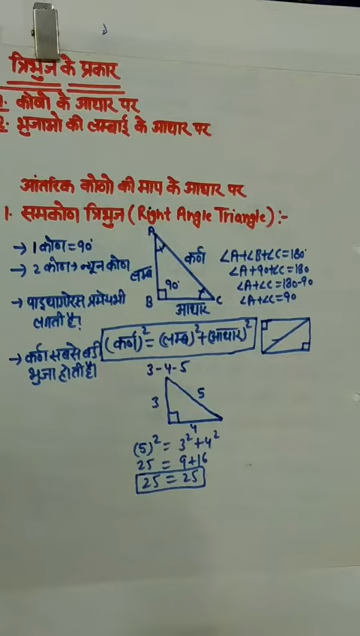 त्रिभुज के प्रकार
1. कोणों के आधार पर
2. भुजाओ की लम्बाई के आधार पर
आंतरिक कोणो की माप के आधार पर
1. समकोण त्रिभुज (Right Angle Triangle) :-
→ 1 कोण = 90°
→ 2 कोण → न्यून कोण
→ पाइथागोरस प्रमेय भी
लगती है।
→ कर्ण सबसे बड़ी
भुजा होती है।
A
लम्ब
कर्ण
90°
B
C
आधार
∠A+∠B+∠C=180°
∠A+90+∠C=180
∠A+∠C=180-90
∠A+∠C=90
(कर्ण)² = (लम्ब)² + (आधार)²
3-4-5
3
5
4
(5)² = 3²+4²
25 = 9+16
25 = 25